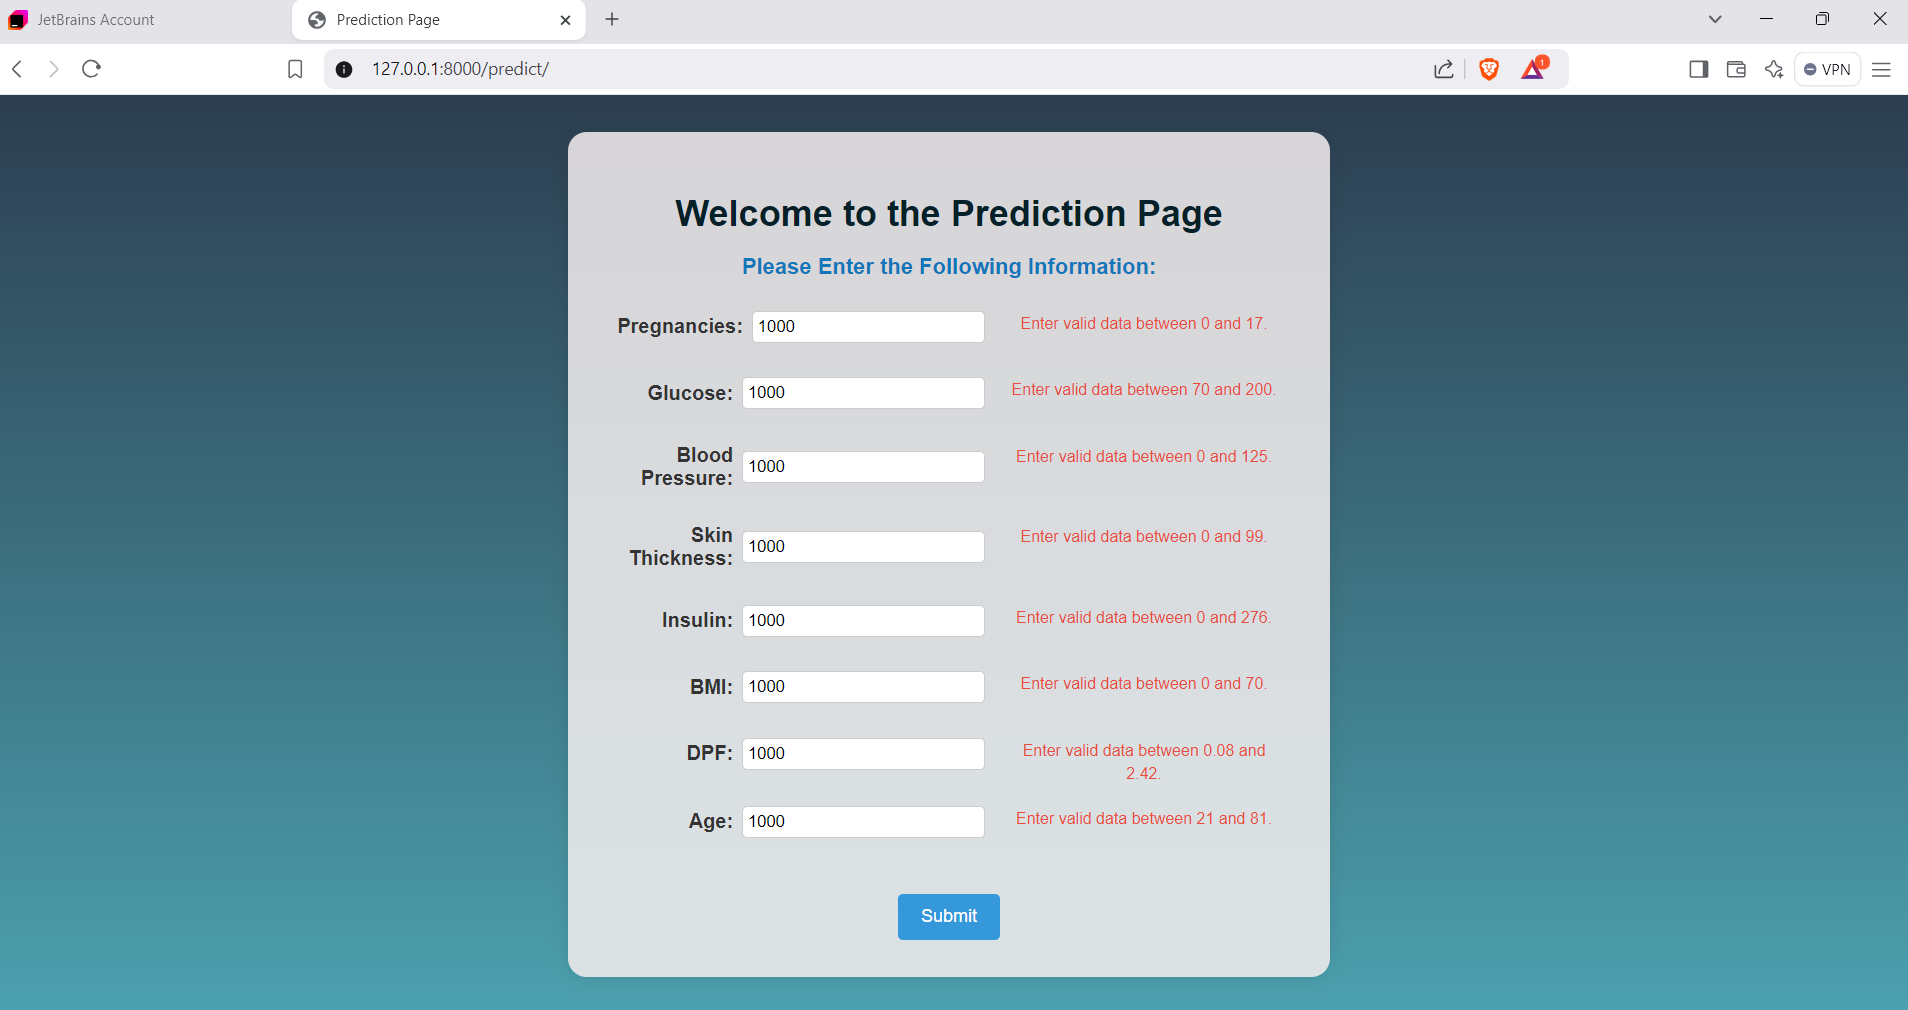 JetBrains Account
Prediction Page
127.0.0.1:8000/predict/
1
VPN
Welcome to the Prediction Page
Please Enter the Following Information:
Pregnancies: 1000 Enter valid data between 0 and 17.
Glucose: 1000 Enter valid data between 70 and 200.
Blood
Pressure: 1000 Enter valid data between 0 and 125.
Skin
Thickness: 1000 Enter valid data between 0 and 99.
Insulin: 1000 Enter valid data between 0 and 276.
BMI: 1000 Enter valid data between 0 and 70.
DPF: 1000 Enter valid data between 0.08 and
2.42.
Age: 1000 Enter valid data between 21 and 81.
Submit